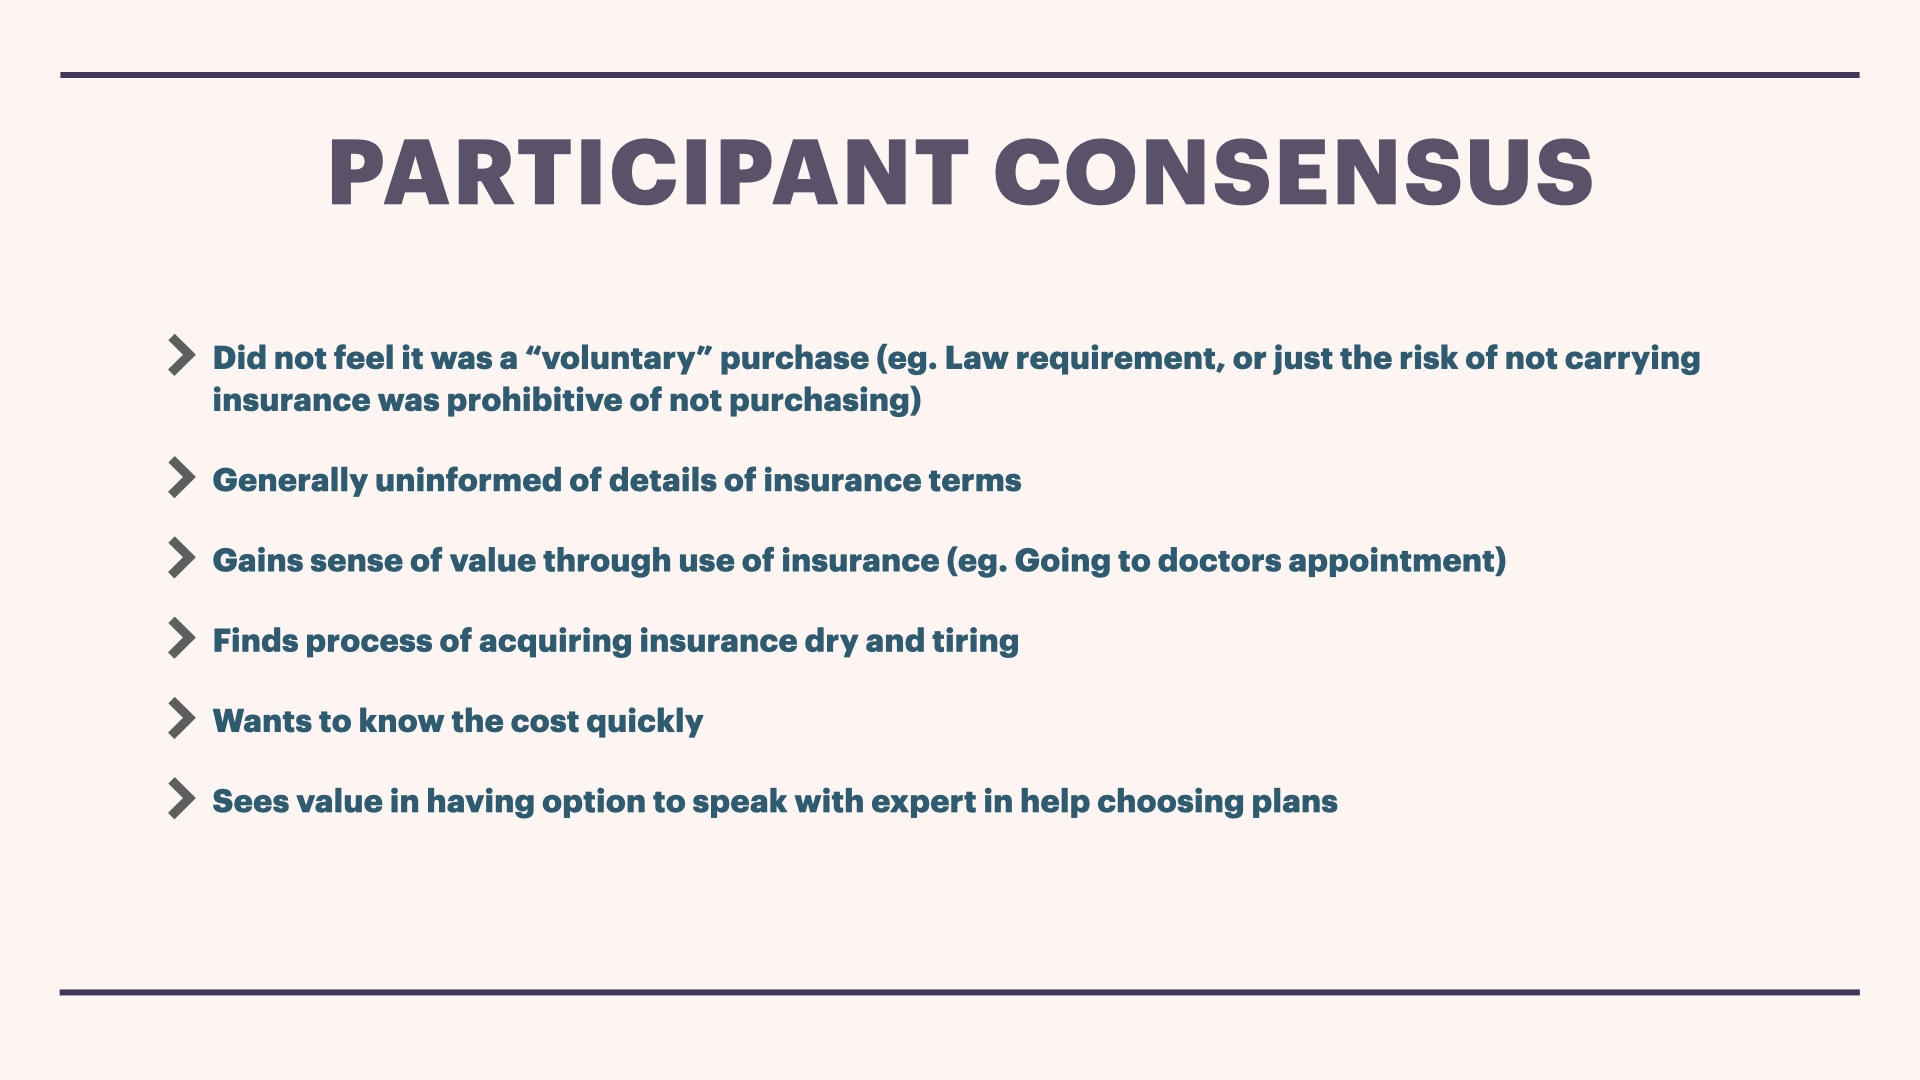 PARTICIPANT CONSENSUS
Did not feel it was a “voluntary” purchase (eg. Law requirement, or just the risk of not carrying
insurance was prohibitive of not purchasing)
Generally uninformed of details of insurance terms
Gains sense of value through use of insurance (eg. Going to doctors appointment)
Finds process of acquiring insurance dry and tiring
Wants to know the cost quickly
Sees value in having option to speak with expert in help choosing plans